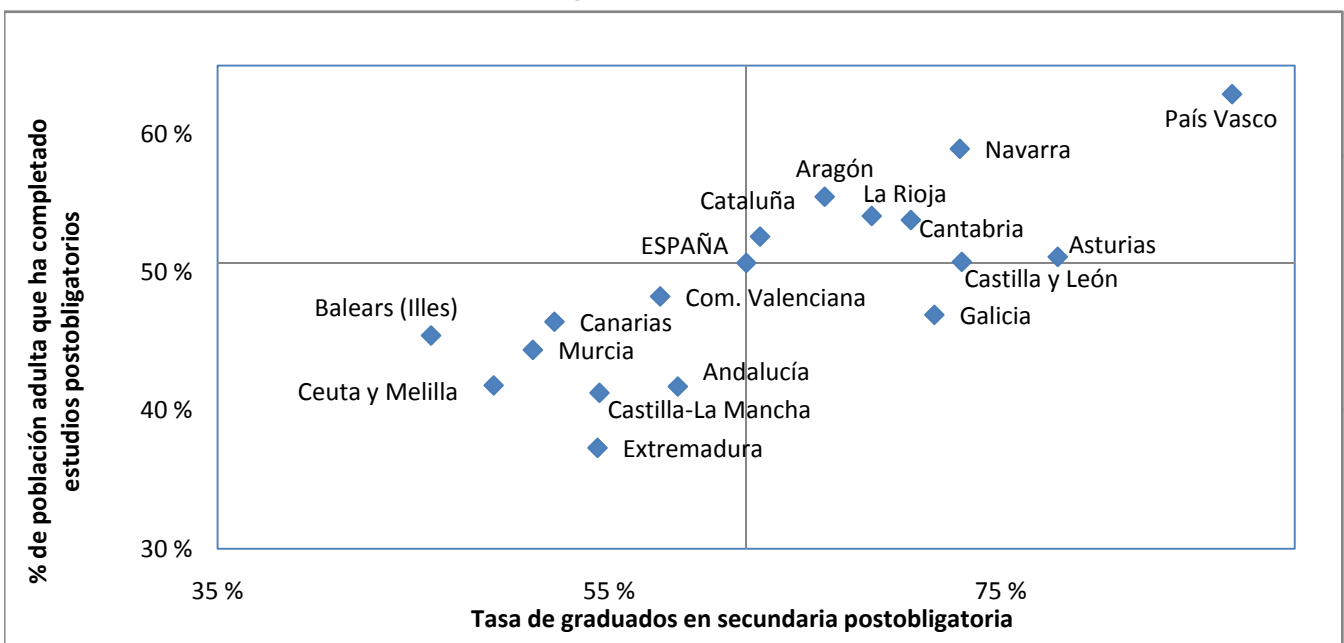 % de población adulta que ha completado
estudios postobligatorios
60 %
50 %
40 %
30 %
País Vasco
Navarra
Aragón
La Rioja
Cataluña
Cantabria
ESPAÑA
Asturias
Castilla y León
Com. Valenciana
Balears (Illes)
Galicia
Canarias
Murcia
Andalucía
Ceuta y Melilla
Castilla-La Mancha
Extremadura
35 %
55 %
75 %
Tasa de graduados en secundaria postobligatoria